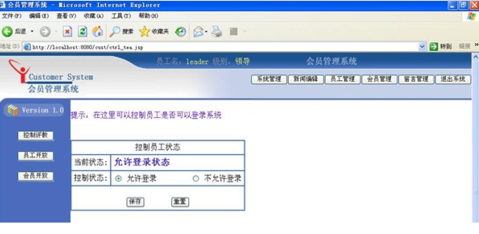 会员管理系统 - Microsoft Internet Explorer
文件(F) 编辑(E) 查看(V) 收藏(A) 工具(T) 帮助(H)
后退 搜索 收藏夹
地址(D) http://localhost:8080/cust/ctrl_tea.jsp 转到 链接
员工名: leader 级别: 领导 会员管理系统
Customer System
会员管理系统
系统管理 新闻编辑 员工管理 会员管理 留言管理 退出系统
Version 1.0
提示: 在这里可以控制员工是否可以登录系统
控制评教
员工开放
会员开放
控制员工状态
当前状态: 允许登录状态
控制状态: 允许登录 不允许登录
保存 重置